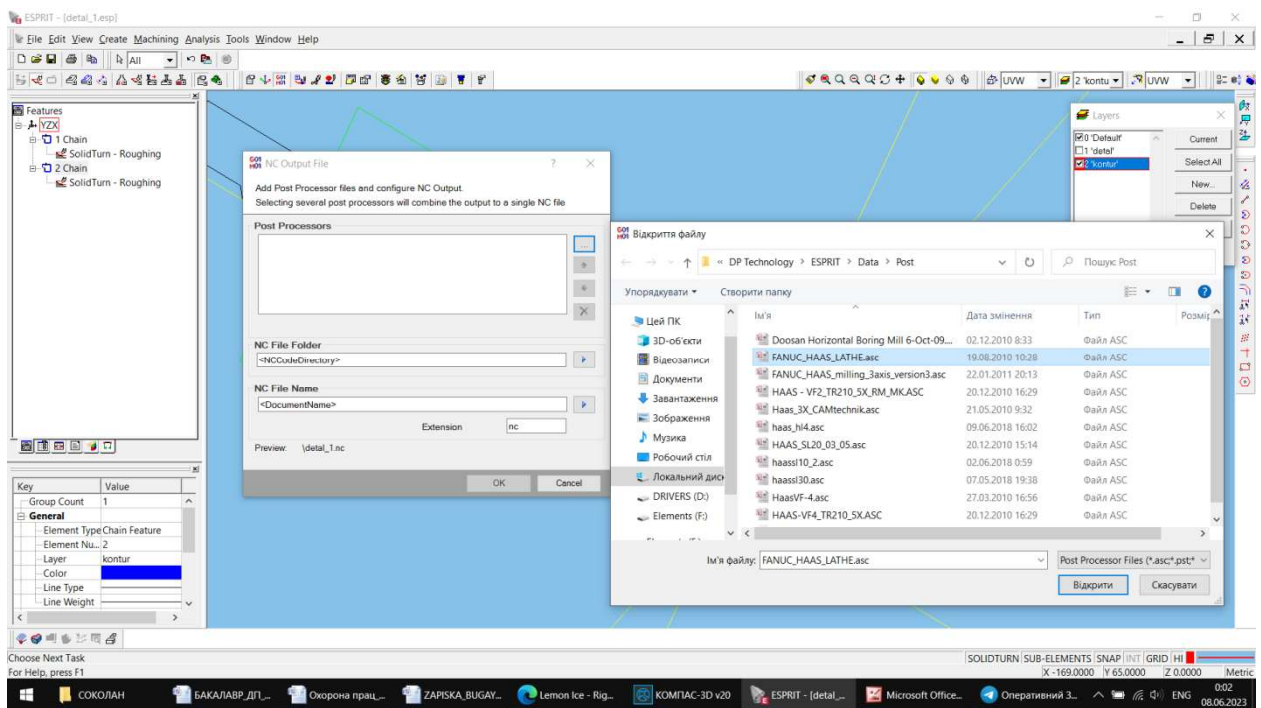 ESPRIT - [detal_1.esp]
File Edit View Create Machining Analysis Tools Window Help
All
UVW
2 'kontu
UVW
Features
YZX
1 Chain
SolidTurn - Roughing
2 Chain
SolidTurn - Roughing
Layers
0 'Default'
1 'detal'
2 'kontur'
Current
Select All
New...
Delete
NC Output File
Add Post Processor files and configure NC Output.
Selecting several post processors will combine the output to a single NC file
Post Processors
...
NC File Folder
<NCCodeDirectory>
NC File Name
<DocumentName>
Extension
nc
Preview: \detal_1.nc
OK
Cancel
Відкриття файлу
« DP Technology > ESPRIT > Data > Post
Пошук: Post
Упорядкувати
Створити папку
Ім'я Дата змінення Тип Розмір
Цей ПК
3D-об'єкти
Відеозаписи
Документи
Завантаження
Зображення
Музика
Робочий стіл
Локальний диск
DRIVERS (D:)
Elements (F:)
Doosan Horizontal Boring Mill 6-Oct-09.... 02.12.2010 8:33 Файл ASC
FANUC_HAAS_LATHE.asc 19.08.2010 10:28 Файл ASC
FANUC_HAAS_milling_3axis_version3.asc 22.01.2011 20:13 Файл ASC
HAAS - VF2_TR210_5X_RM_MK.ASC 20.12.2010 16:29 Файл ASC
Haas_3X_CAMtechnik.asc 21.05.2010 9:32 Файл ASC
haas_hl4.asc 09.06.2018 16:02 Файл ASC
HAAS_SL20_03_05.asc 20.12.2010 15:14 Файл ASC
haassl10_2.asc 02.06.2018 0:59 Файл ASC
haassl30.asc 07.05.2018 19:38 Файл ASC
HaasVF-4.asc 27.03.2010 16:56 Файл ASC
HAAS-VF4_TR210_5X.ASC 20.12.2010 16:29 Файл ASC
Ім'я файлу: FANUC_HAAS_LATHE.asc
Post Processor Files (*.asc;*.pst;*
Відкрити
Скасувати
Key Value
Group Count 1
General
Element Type Chain Feature
Element Nu... 2
Layer kontur
Color
Line Type
Line Weight
Choose Next Task
SOLIDTURN SUB-ELEMENTS SNAP INT GRID HI
For Help, press F1
X -169.0000 Y 65.0000 Z 0.0000 Metric
СОКОЛАН
БАКАЛАВР_ДП_...
Охорона прац_...
ZAPISKA_BUGAY...
Lemon Ice - Rig...
КОМПАС-3D v20
ESPRIT - [detal_...
Microsoft Office...
Оперативний З...
ENG
0:02
08.06.2023